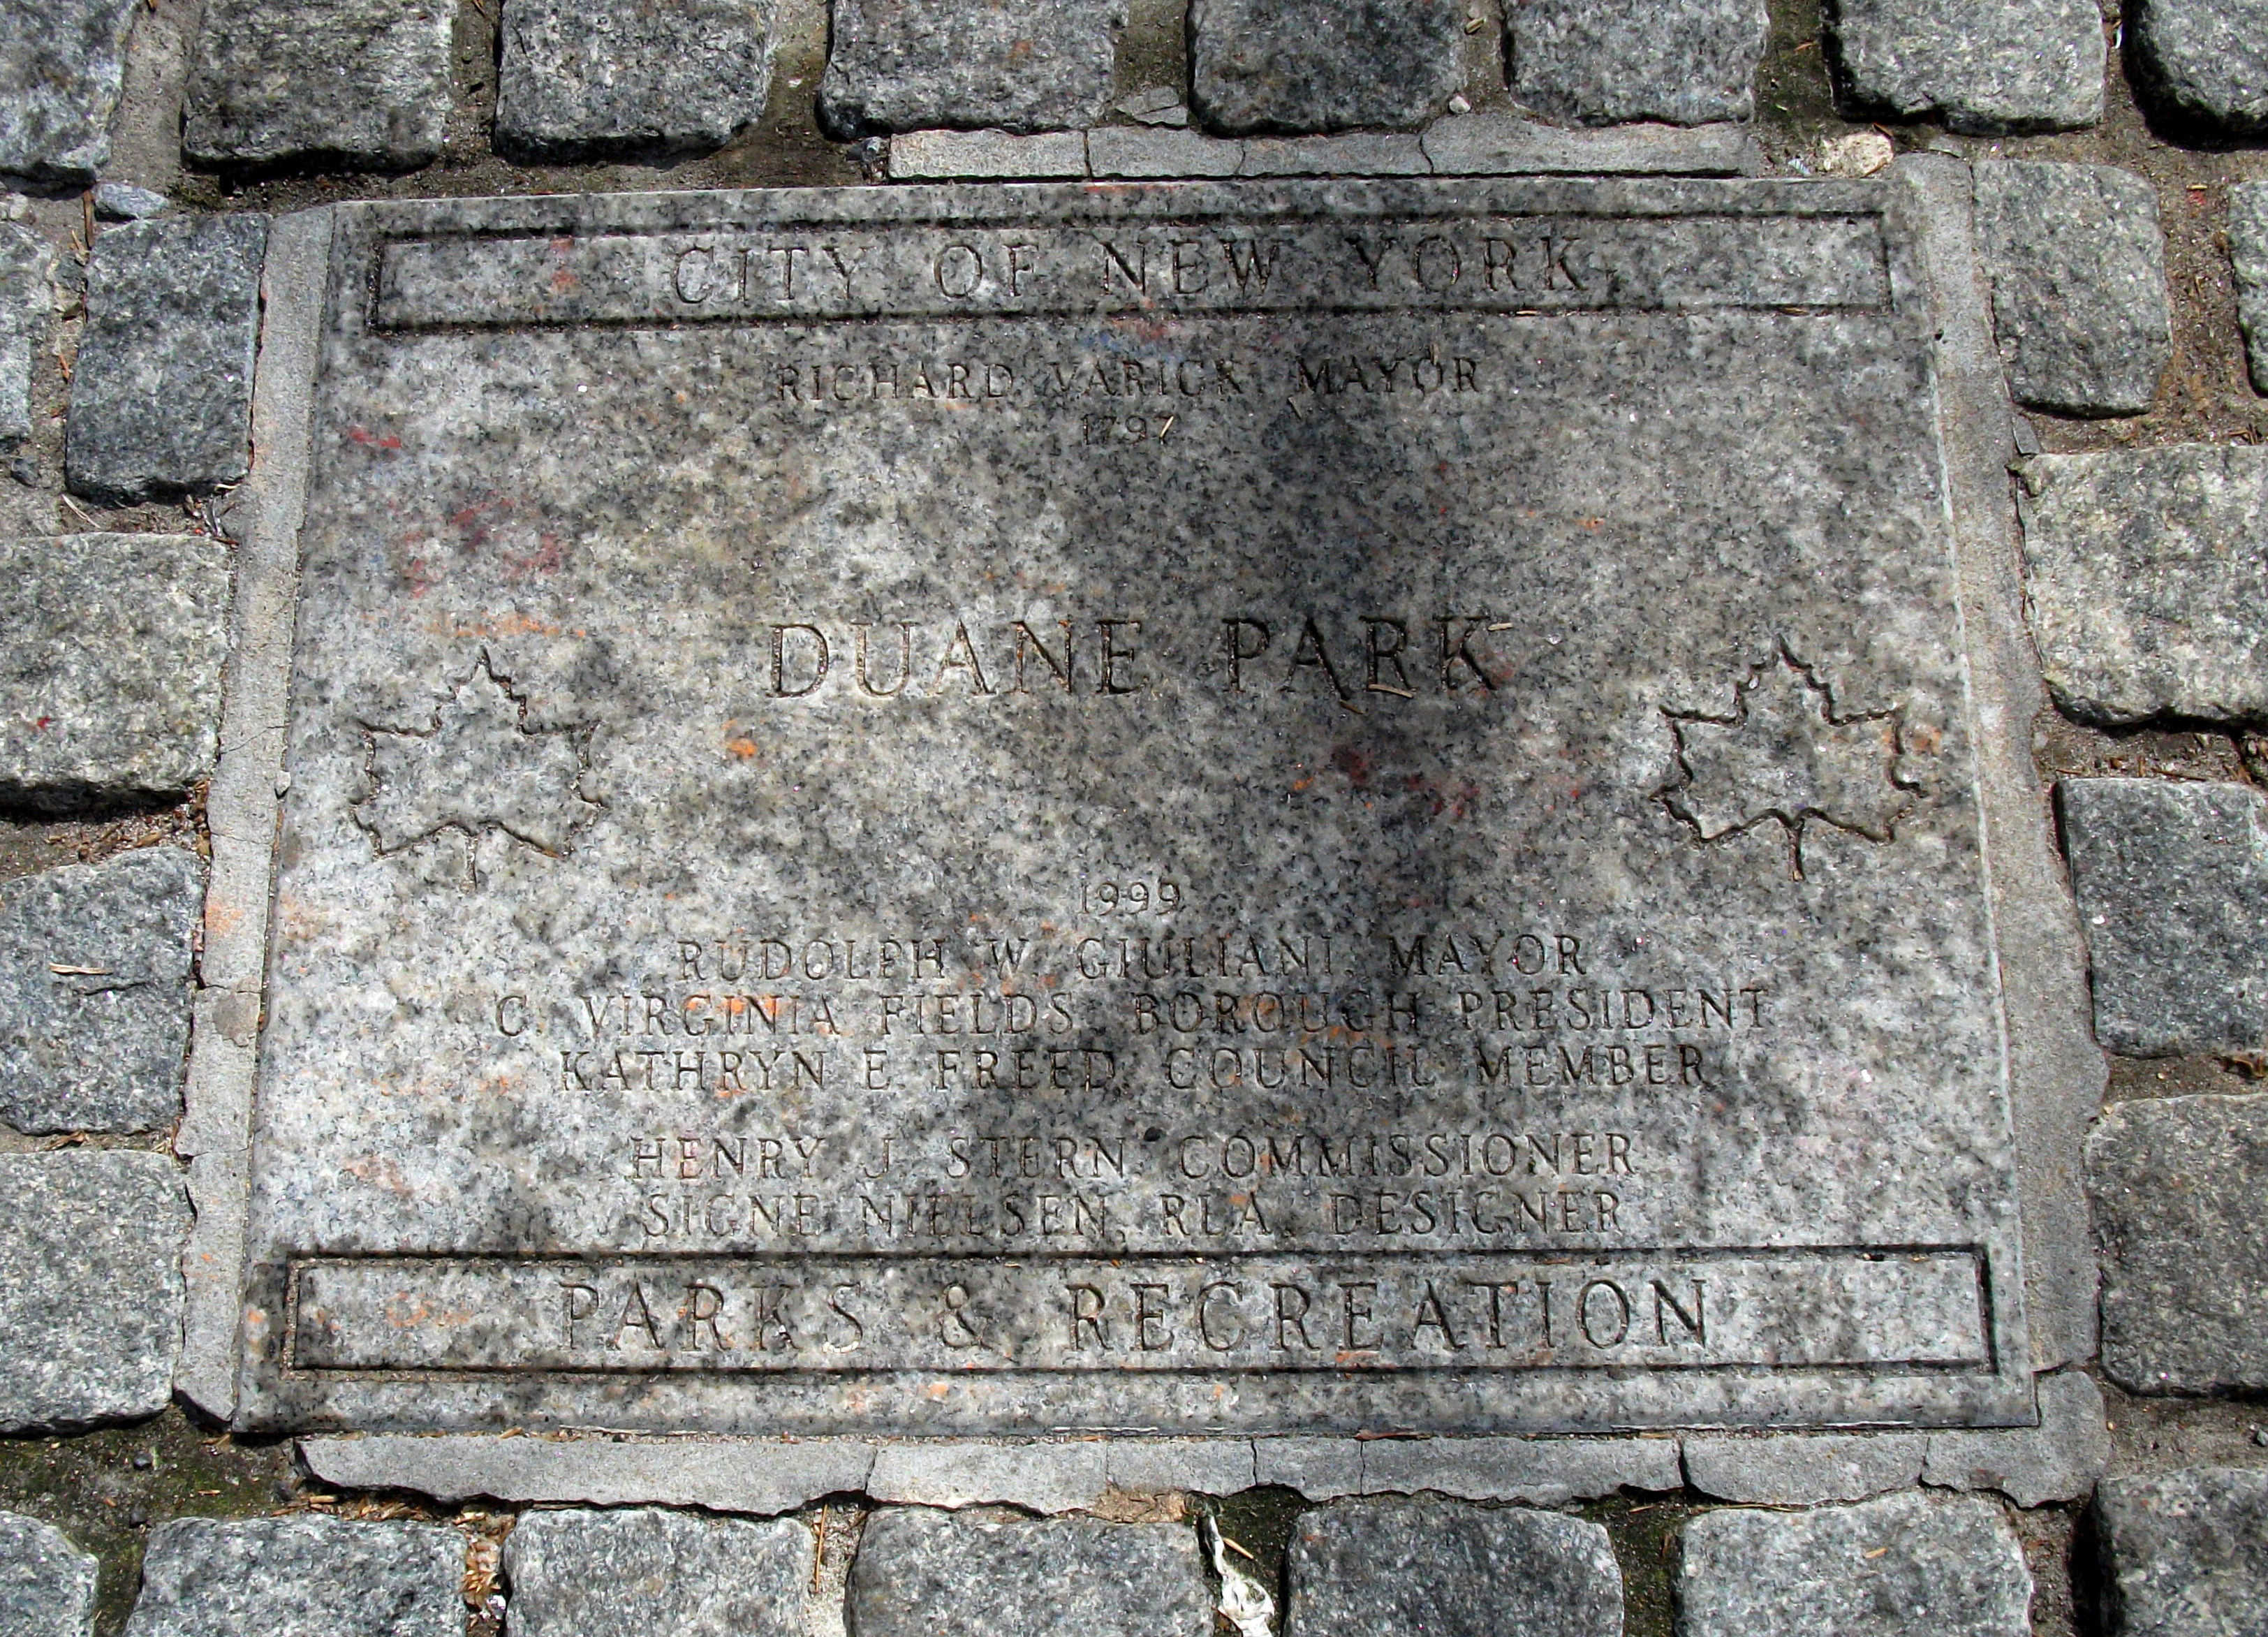 CITY OF NEW YORK
RICHARD VARICK, MAYOR
1797
DUANE PARK
1999
RUDOLPH W. GIULIANI, MAYOR
C. VIRGINIA FIELDS, BOROUGH PRESIDENT
KATHRYN E. FREED, COUNCIL MEMBER
HENRY J. STERN, COMMISSIONER
SIGNE NIELSEN, RLA, DESIGNER
PARKS & RECREATION